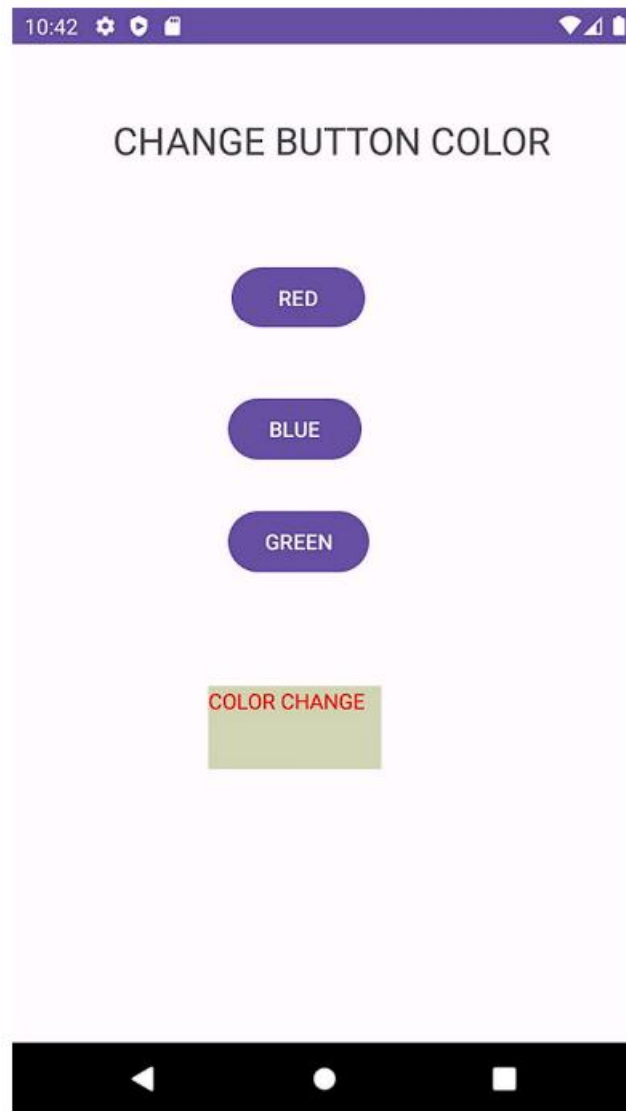 10:42
CHANGE BUTTON COLOR
RED
BLUE
GREEN
COLOR CHANGE